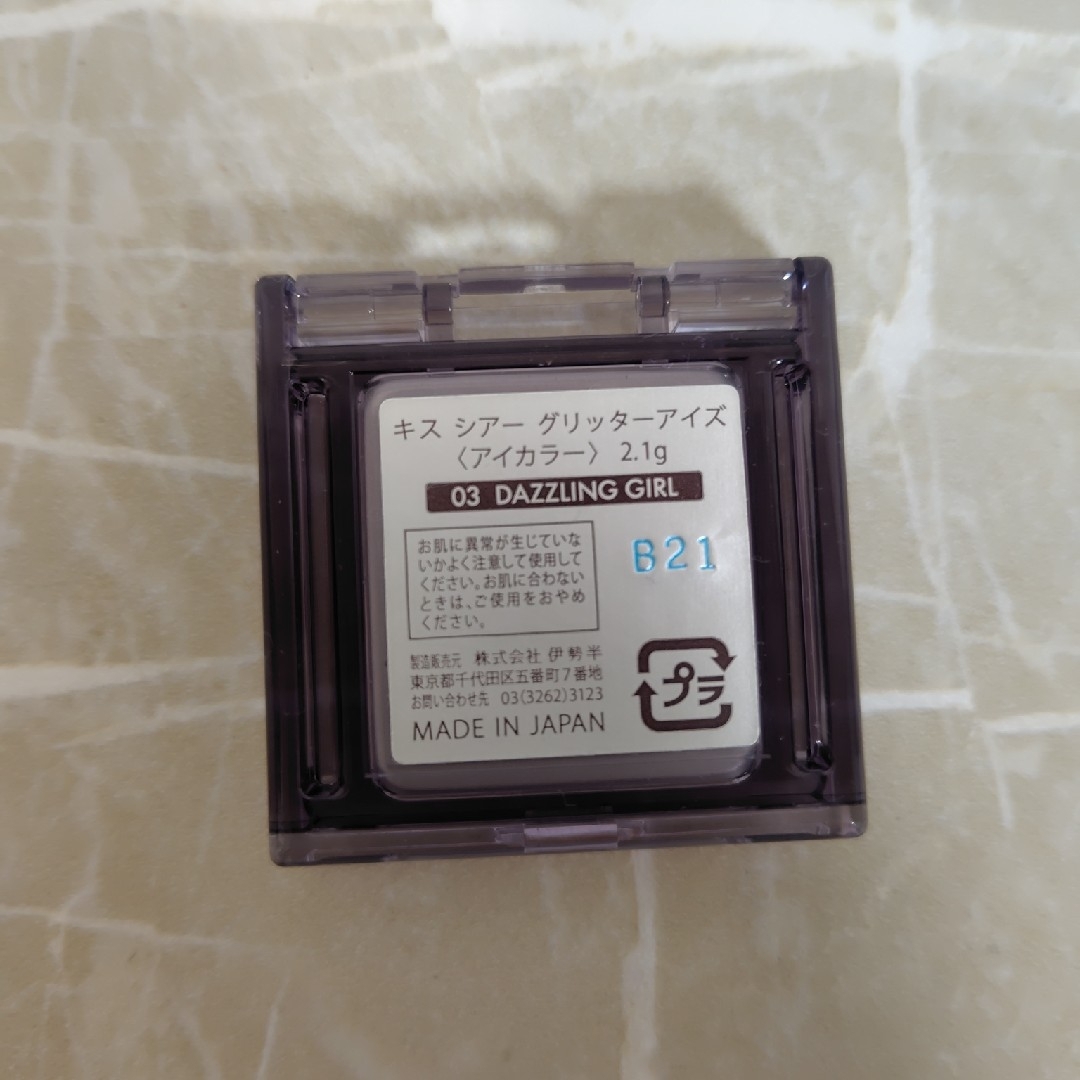 キス シアー グリッターアイズ
〈アイカラー〉 2.1g
03 DAZZLING GIRL
お肌に異常が生じていな
いかよく注意して使用して
ください。お肌に合わない
ときは、ご使用をおやめ
ください。
B21
製造販売元 株式会社 伊勢半
東京都千代田区五番町7番地
お問い合わせ先 03(3262)3123
MADE IN JAPAN
プラ